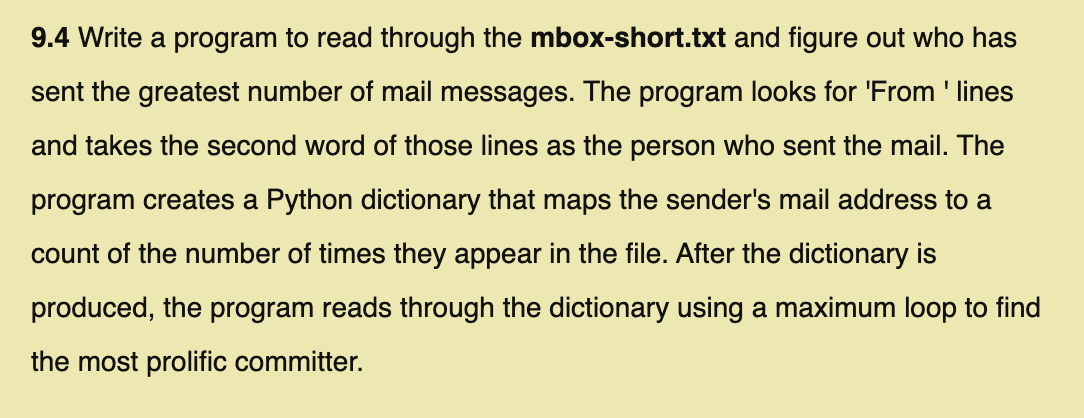 9.4 Write a program to read through the mbox-short.txt and figure out who has
sent the greatest number of mail messages. The program looks for 'From ' lines
and takes the second word of those lines as the person who sent the mail. The
program creates a Python dictionary that maps the sender's mail address to a
count of the number of times they appear in the file. After the dictionary is
produced, the program reads through the dictionary using a maximum loop to find
the most prolific committer.